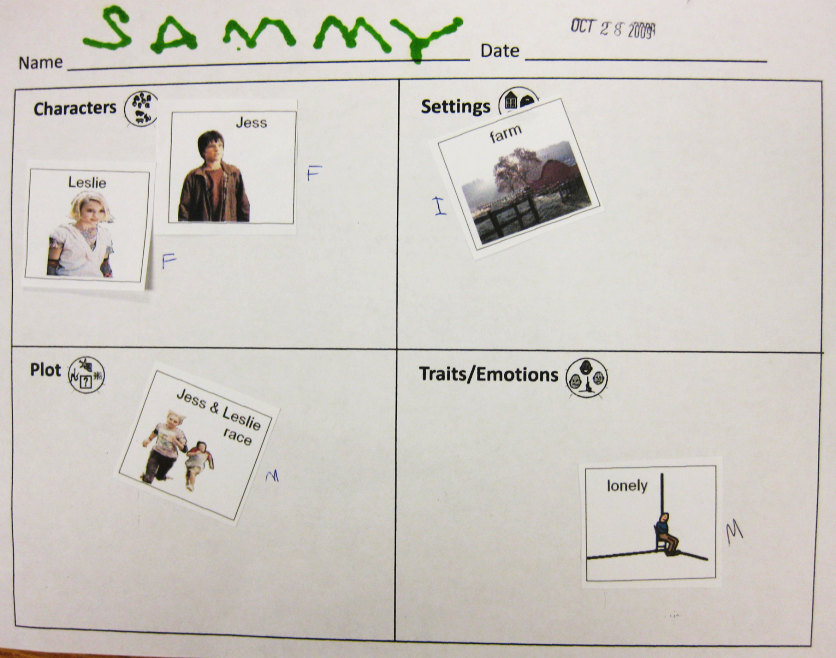 Name SAMMY Date OCT 28 2009
Characters
Jess
F
Leslie
F
Settings
farm
I
Plot
Jess & Leslie
race
M
Traits/Emotions
lonely
M